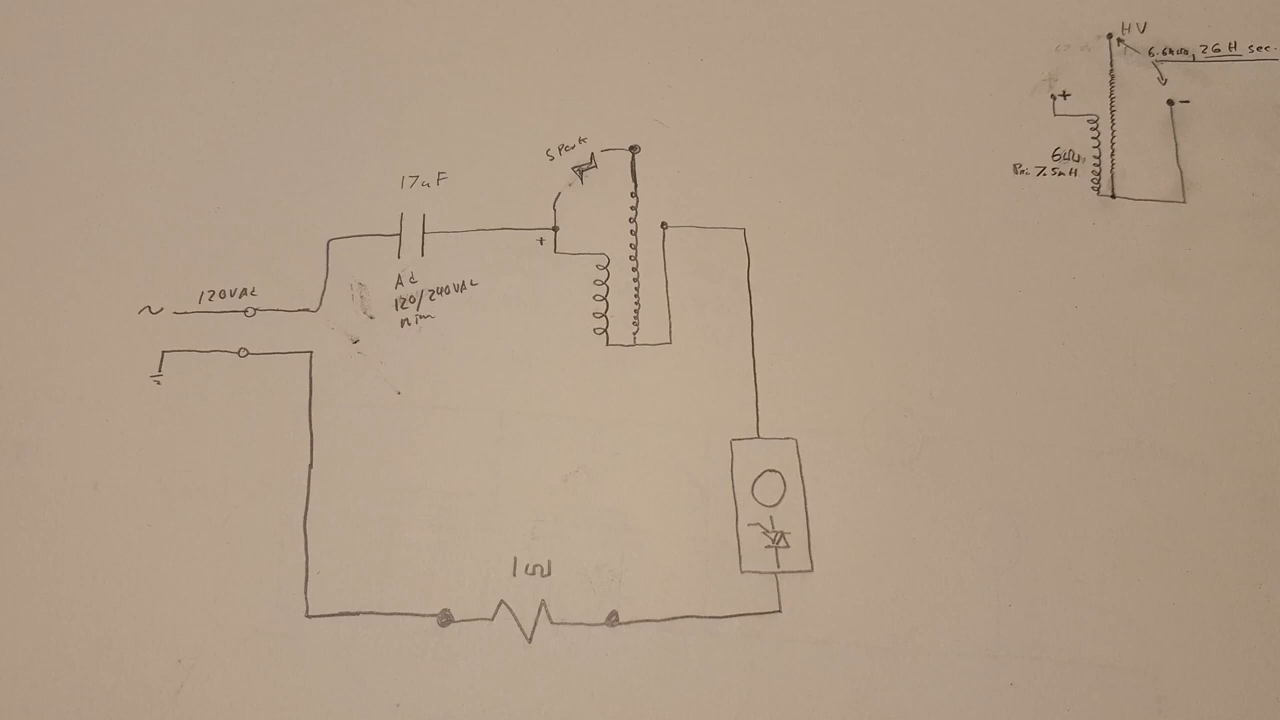 HV
6.6kΩ, 26 H sec.
+
-
6Ω,
Pri 7.5mH
Spark
17uF
+
Ac
120/240VAC
120VAC
~
1Ω